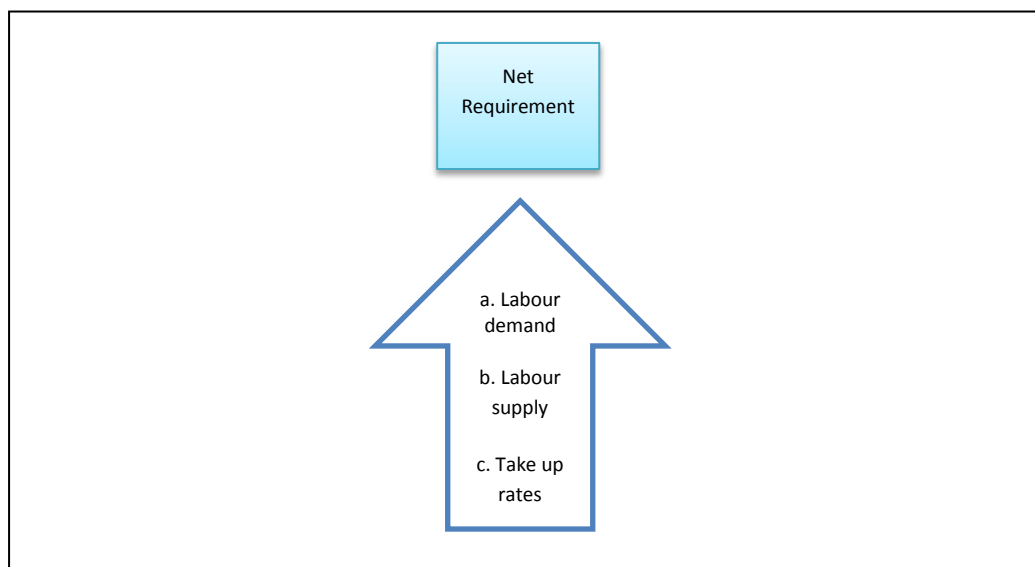 Net
Requirement
a. Labour
demand
b. Labour
supply
c. Take up
rates